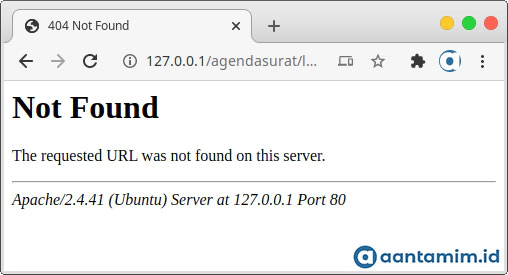 404 Not Found
127.0.0.1/agendasurat/l...
Not Found
The requested URL was not found on this server.
Apache/2.4.41 (Ubuntu) Server at 127.0.0.1 Port 80
aantamim.id